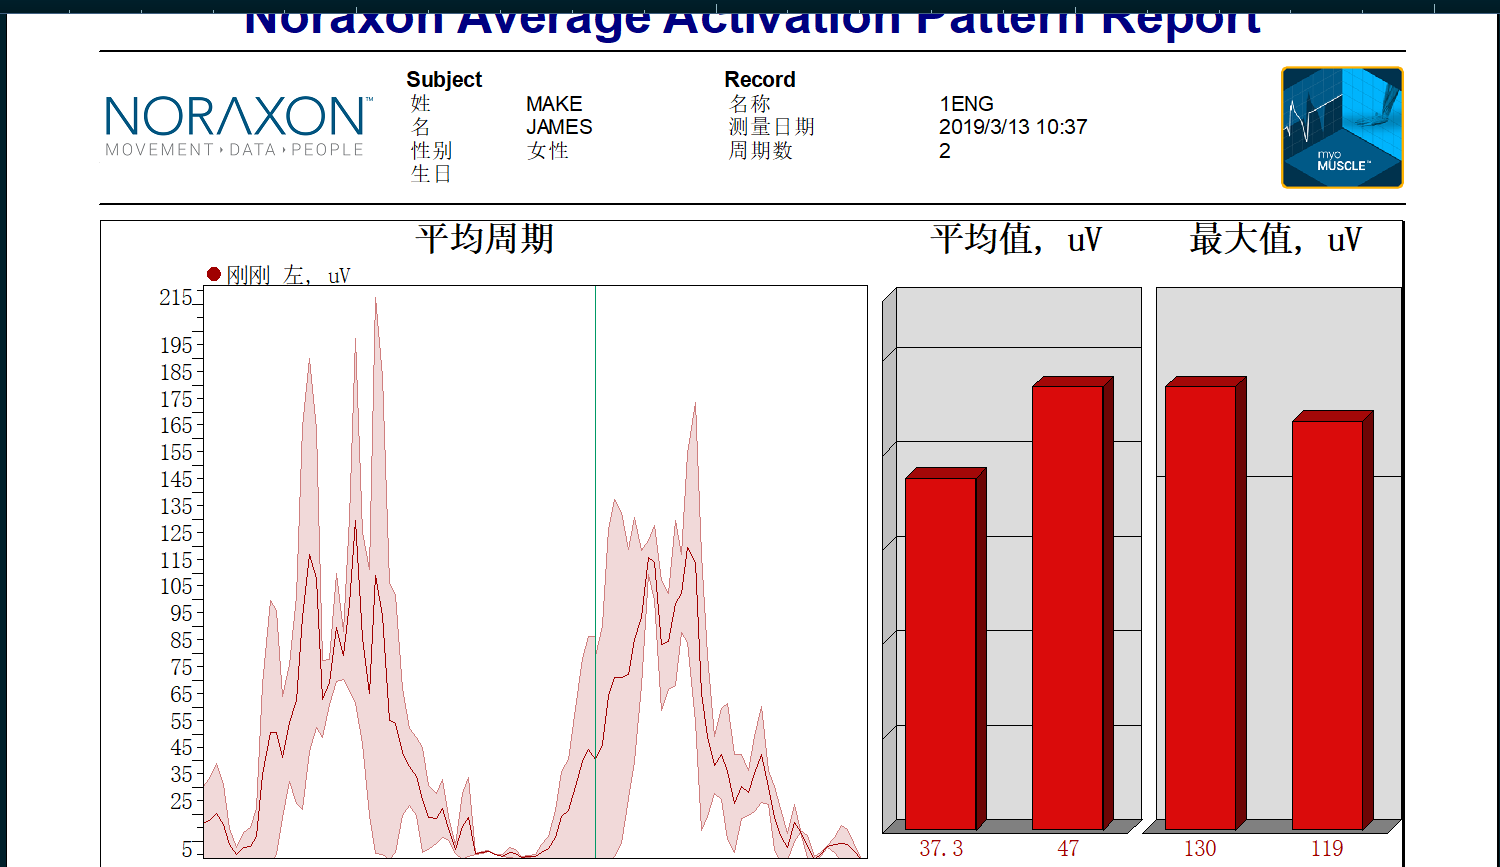 Noraxon Average Activation Pattern Report
NORAXON™
MOVEMENT ▸ DATA ▸ PEOPLE
Subject
姓 MAKE
名 JAMES
性别 女性
生日
Record
名称 1ENG
测量日期 2019/3/13 10:37
周期数 2
myo
MUSCLE™
平均周期
平均值, uV
最大值, uV
刚刚 左, uV
215
195
185
175
165
155
145
135
125
115
105
95
85
75
65
55
45
35
25
5
37.3
47
130
119